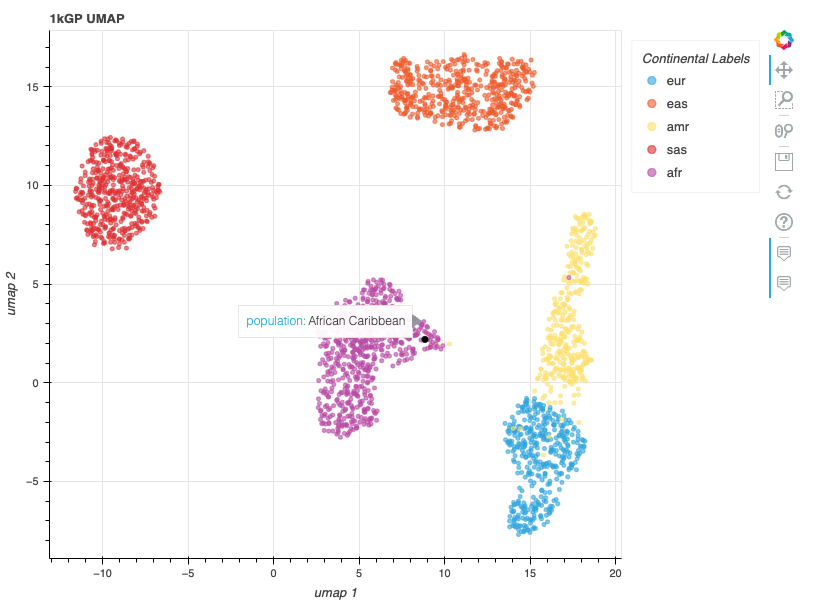 1kGP UMAP
Continental Labels
eur
eas
amr
sas
afr
15
10
5
0
−5
umap 2
population: African Caribbean
−10
−5
0
5
10
15
20
umap 1